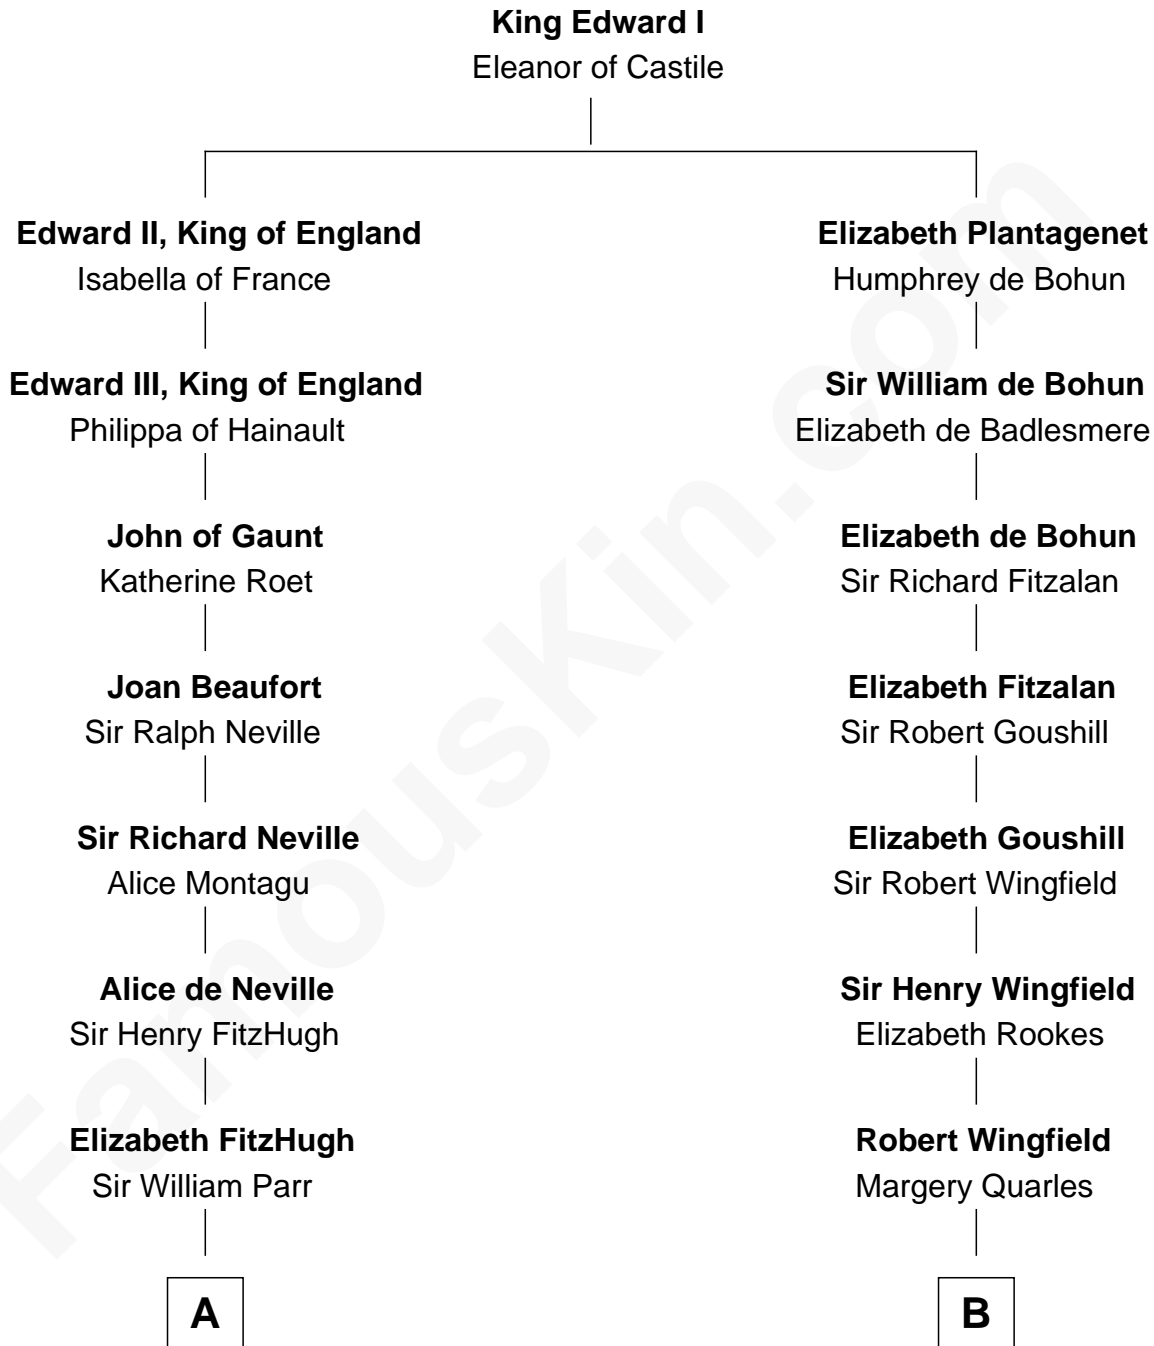 King Edward I
Eleanor of Castile
Edward II, King of England
Isabella of France
Edward III, King of England
Philippa of Hainault
John of Gaunt
Katherine Roet
Joan Beaufort
Sir Ralph Neville
Sir Richard Neville
Alice Montagu
Alice de Neville
Sir Henry FitzHugh
Elizabeth FitzHugh
Sir William Parr
A
Elizabeth Plantagenet
Humphrey de Bohun
Sir William de Bohun
Elizabeth de Badlesmere
Elizabeth de Bohun
Sir Richard Fitzalan
Elizabeth Fitzalan
Sir Robert Goushill
Elizabeth Goushill
Sir Robert Wingfield
Sir Henry Wingfield
Elizabeth Rookes
Robert Wingfield
Margery Quarles
B
FamousKin.com